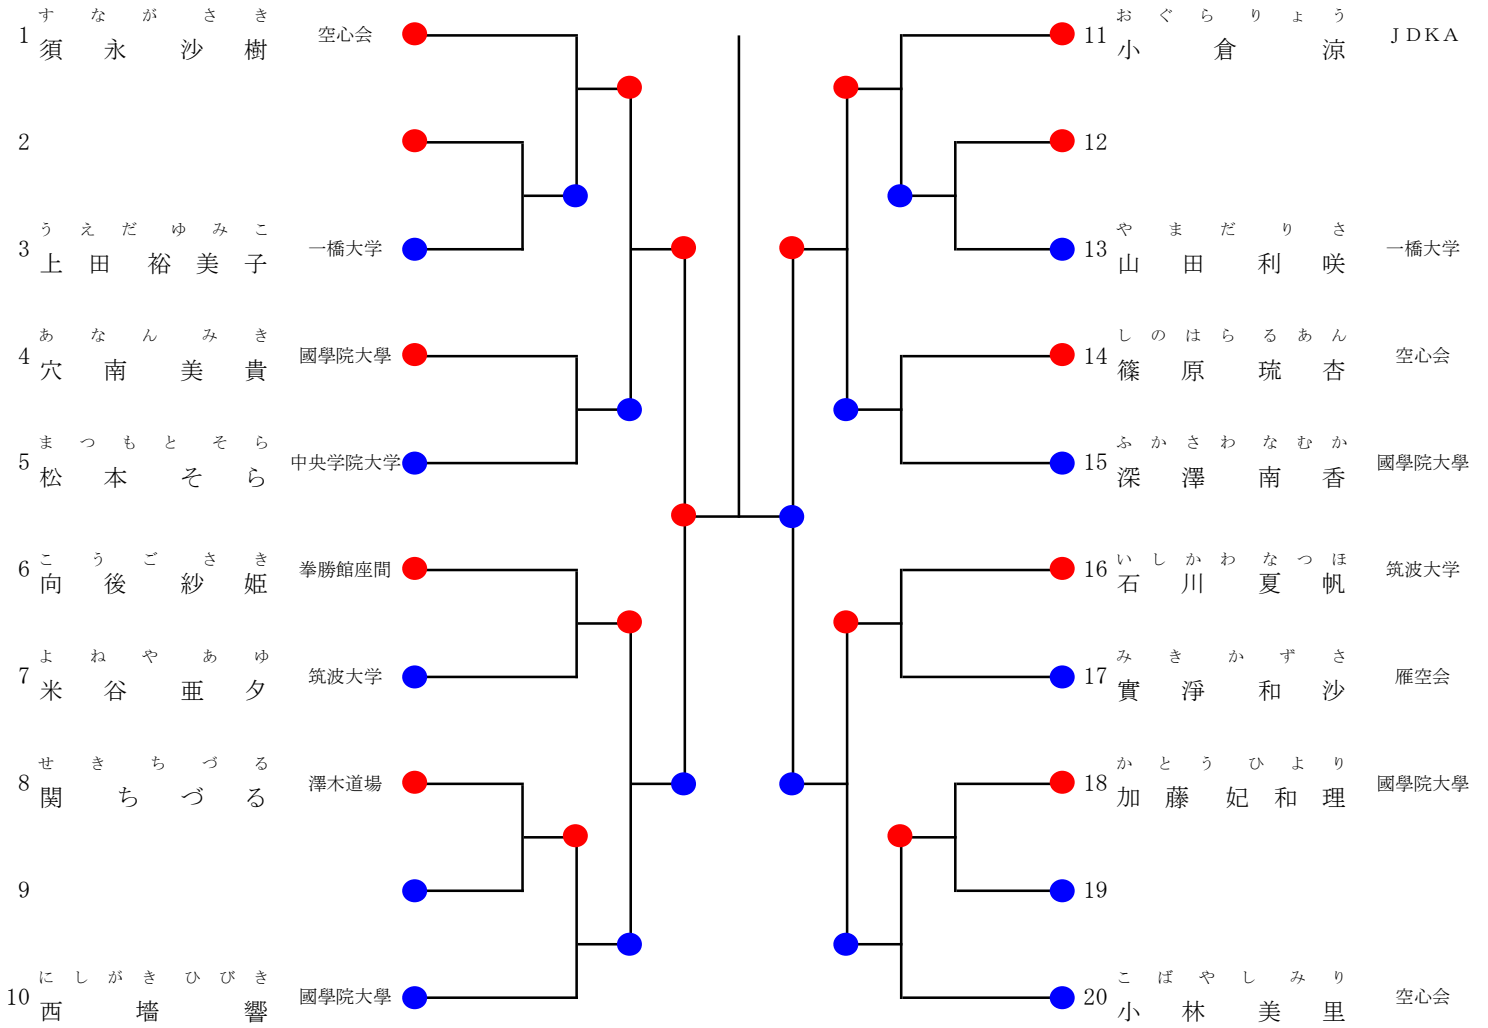 すながさき
1 須永沙樹 空心会
2
うえだゆみこ
3 上田裕美子 一橋大学
あなんみき
4 穴南美貴 國學院大學
まつもとそら
5 松本そら 中央学院大学
こうごさき
6 向後紗姫 拳勝館座間
よねやあゆ
7 米谷亜夕 筑波大学
せきちづる
8 関ちづる 澤木道場
9
にしがきひびき
10 西墻響 國學院大學
おぐらりょう
11 小倉涼 JDKA
12
やまだりさ
13 山田利咲 一橋大学
しのはらるあん
14 篠原琉杏 空心会
ふかさわなむか
15 深澤南香 國學院大學
いしかわなつほ
16 石川夏帆 筑波大学
みきかずさ
17 實淨和沙 雁空会
かとうひより
18 加藤妃和理 國學院大學
19
こばやしみり
20 小林美里 空心会